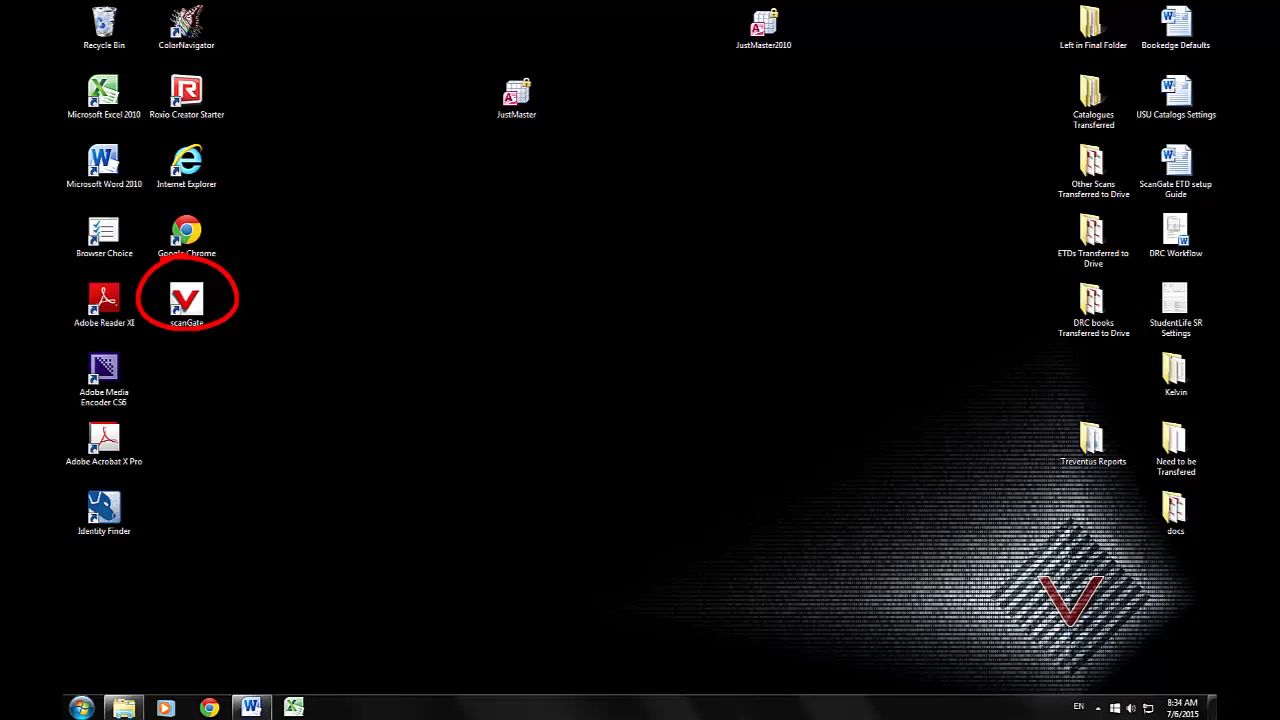 Recycle Bin
ColorNavigator
JustMaster2010
Left in Final Folder
Bookedge Defaults
Microsoft Excel 2010
Roxio Creator Starter
JustMaster
Catalogues
Transferred
USU Catalogs Settings
Microsoft Word 2010
Internet Explorer
Other Scans
Transferred to Drive
ScanGate ETD setup
Guide
Browser Choice
Google Chrome
ETDs Transferred to
Drive
DRC Workflow
Adobe Reader XI
scanGate
DRC books
Transferred to Drive
StudentLife SR
Settings
Adobe Media
Encoder CS6
Kelvin
Adobe Acrobat X Pro
Treventus Reports
Need to be
Transfered
Identity Finder
docs
EN
8:34 AM
7/6/2015